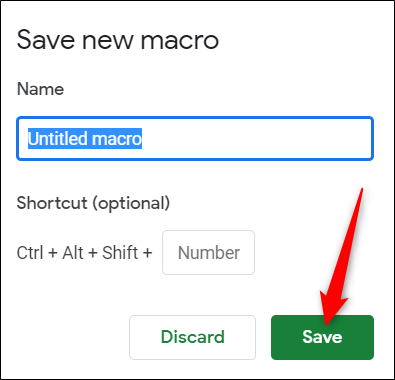 Save new macro
Name
Untitled macro
Shortcut (optional)
Ctrl + Alt + Shift + Number
Discard Save